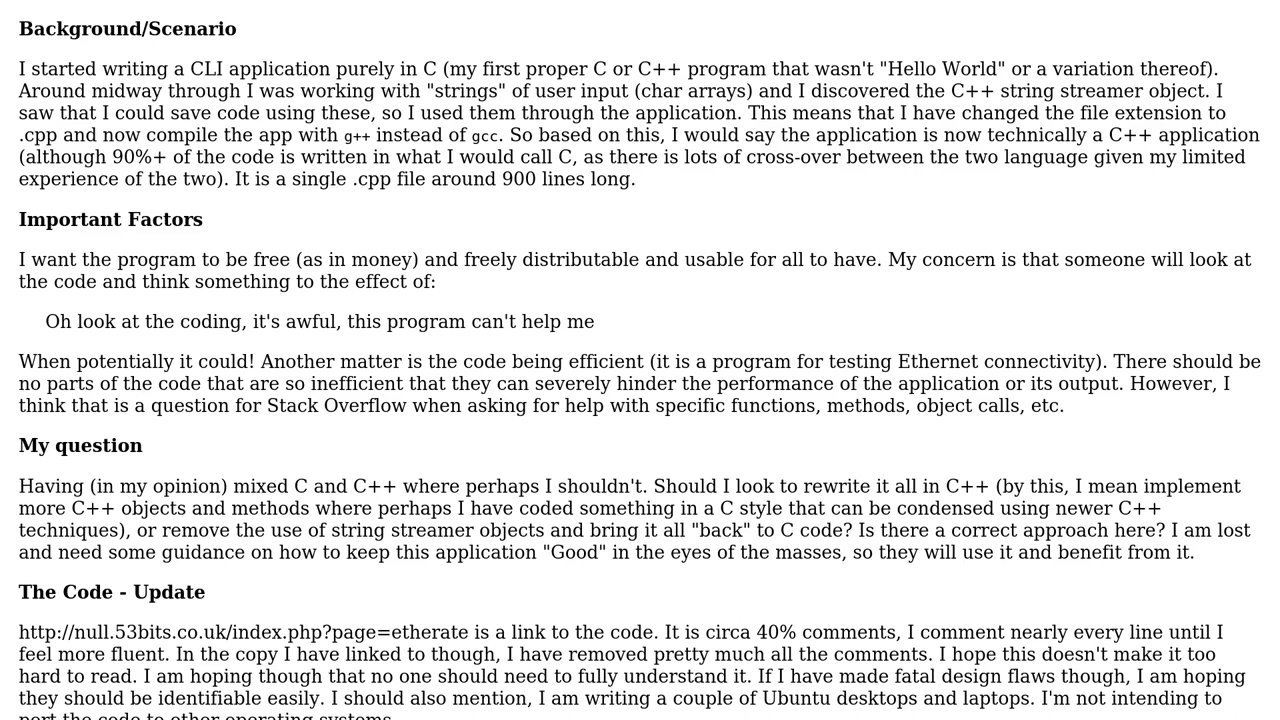 Background/Scenario
I started writing a CLI application purely in C (my first proper C or C++ program that wasn't "Hello World" or a variation thereof).
Around midway through I was working with "strings" of user input (char arrays) and I discovered the C++ string streamer object. I
saw that I could save code using these, so I used them through the application. This means that I have changed the file extension to
.cpp and now compile the app with g++ instead of gcc. So based on this, I would say the application is now technically a C++ application
(although 90%+ of the code is written in what I would call C, as there is lots of cross-over between the two language given my limited
experience of the two). It is a single .cpp file around 900 lines long.
Important Factors
I want the program to be free (as in money) and freely distributable and usable for all to have. My concern is that someone will look at
the code and think something to the effect of:
Oh look at the coding, it's awful, this program can't help me
When potentially it could! Another matter is the code being efficient (it is a program for testing Ethernet connectivity). There should be
no parts of the code that are so inefficient that they can severely hinder the performance of the application or its output. However, I
think that is a question for Stack Overflow when asking for help with specific functions, methods, object calls, etc.
My question
Having (in my opinion) mixed C and C++ where perhaps I shouldn't. Should I look to rewrite it all in C++ (by this, I mean implement
more C++ objects and methods where perhaps I have coded something in a C style that can be condensed using newer C++
techniques), or remove the use of string streamer objects and bring it all "back" to C code? Is there a correct approach here? I am lost
and need some guidance on how to keep this application "Good" in the eyes of the masses, so they will use it and benefit from it.
The Code - Update
http://null.53bits.co.uk/index.php?page=etherate is a link to the code. It is circa 40% comments, I comment nearly every line until I
feel more fluent. In the copy I have linked to though, I have removed pretty much all the comments. I hope this doesn't make it too
hard to read. I am hoping though that no one should need to fully understand it. If I have made fatal design flaws though, I am hoping
they should be identifiable easily. I should also mention, I am writing a couple of Ubuntu desktops and laptops. I'm not intending to
port the code to other operating systems.